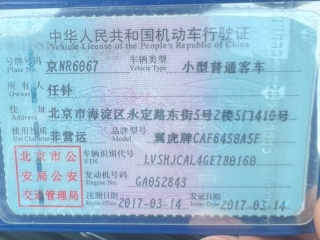 中华人民共和国机动车行驶证
Vehicle License of the People's Republic of China
号牌号码 京NR6067 车辆类型 小型普通客车
Plate No. Vehicle Type
所有人 任钋
Owner
住址 北京市海淀区永定路东街5号2楼5门1410号
Address
使用性质 非营运 品牌型号 翼虎牌CAF6450A5F
Use Character Model
北京市公安局公安交通管理局
车辆识别代号 LVSHJCAL4GE780160
VIN
发动机号码 GA052843
Engine No.
注册日期 2017-03-14 发证日期 2017-03-14
Register Date Issue Date